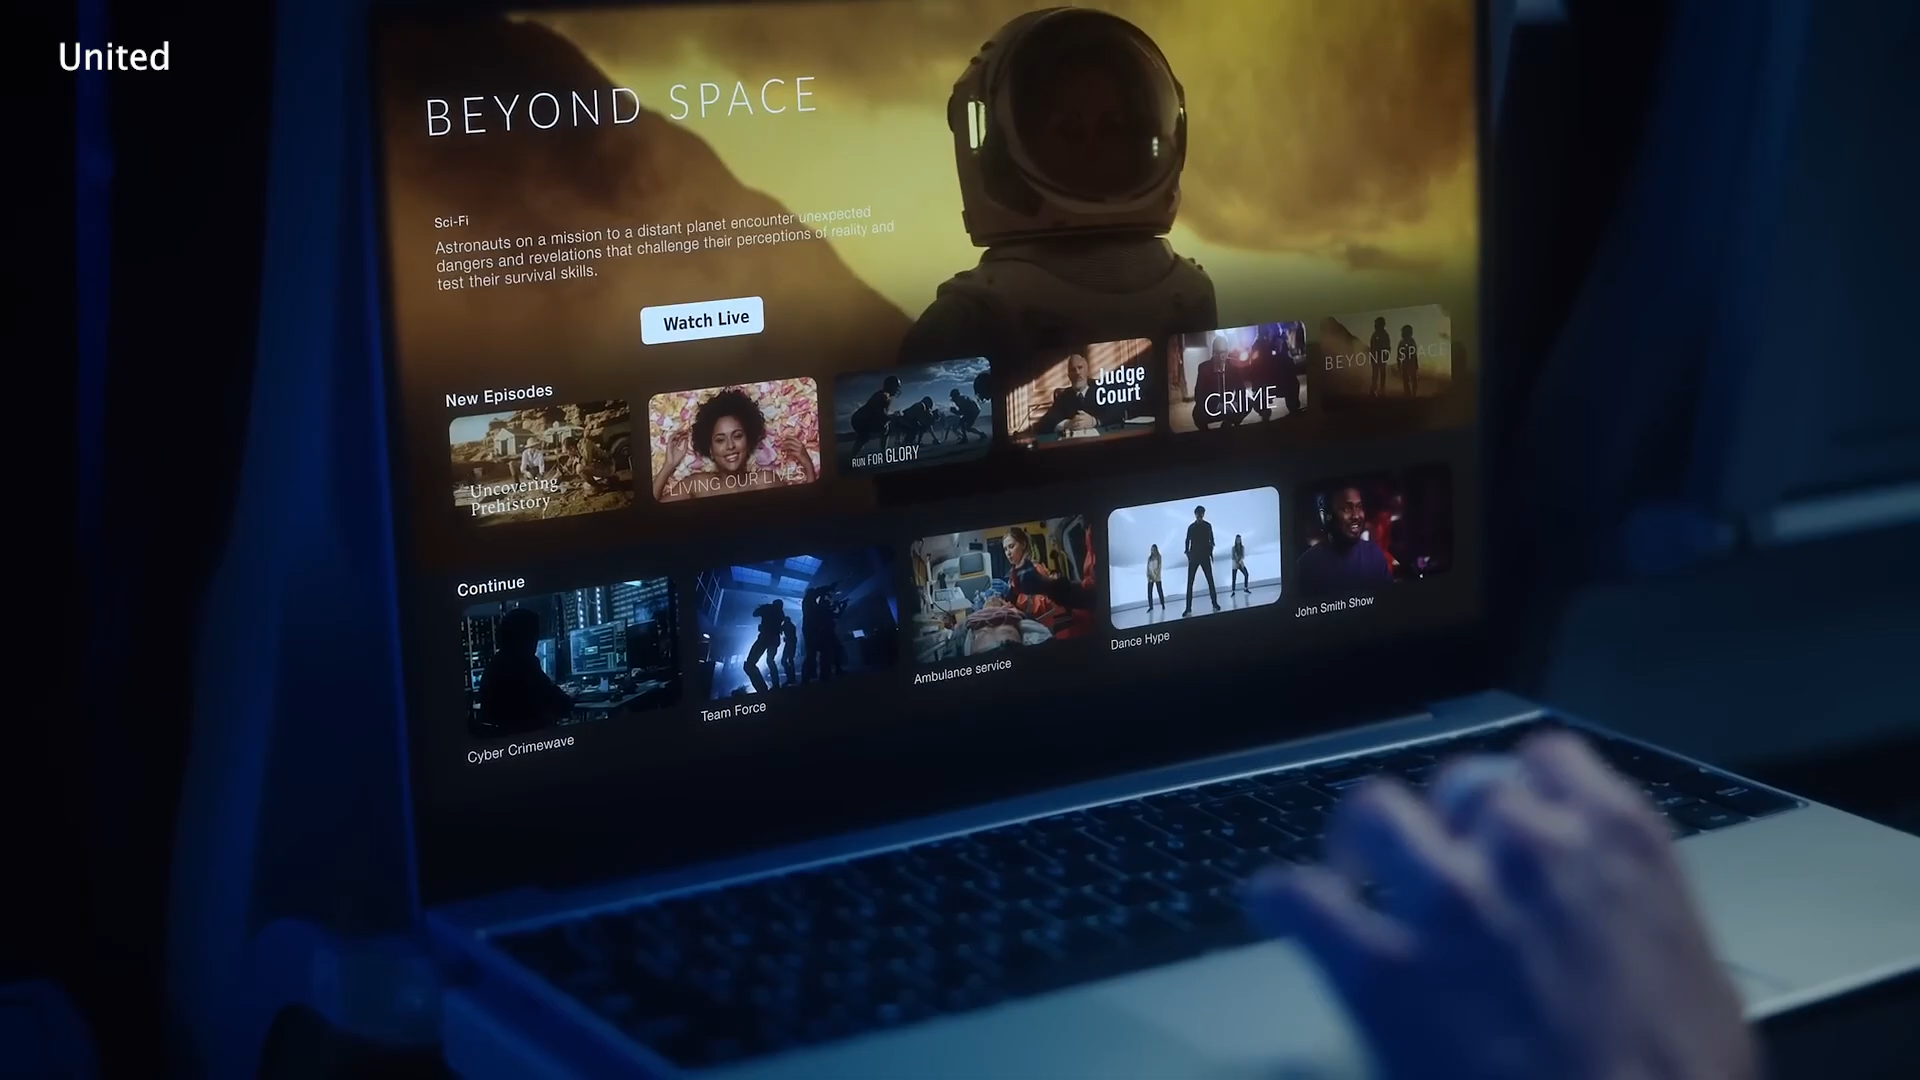 United
BEYOND SPACE
Sci-Fi
Astronauts on a mission to a distant planet encounter unexpected
dangers and revelations that challenge their perceptions of reality and
test their survival skills.
Watch Live
New Episodes
Uncovering
Prehistory
LIVING OUR LIVES
RUN FOR GLORY
Judge
Court
CRIME
BEYOND SPACE
Continue
Cyber Crimewave
Team Force
Ambulance service
Dance Hype
John Smith Show